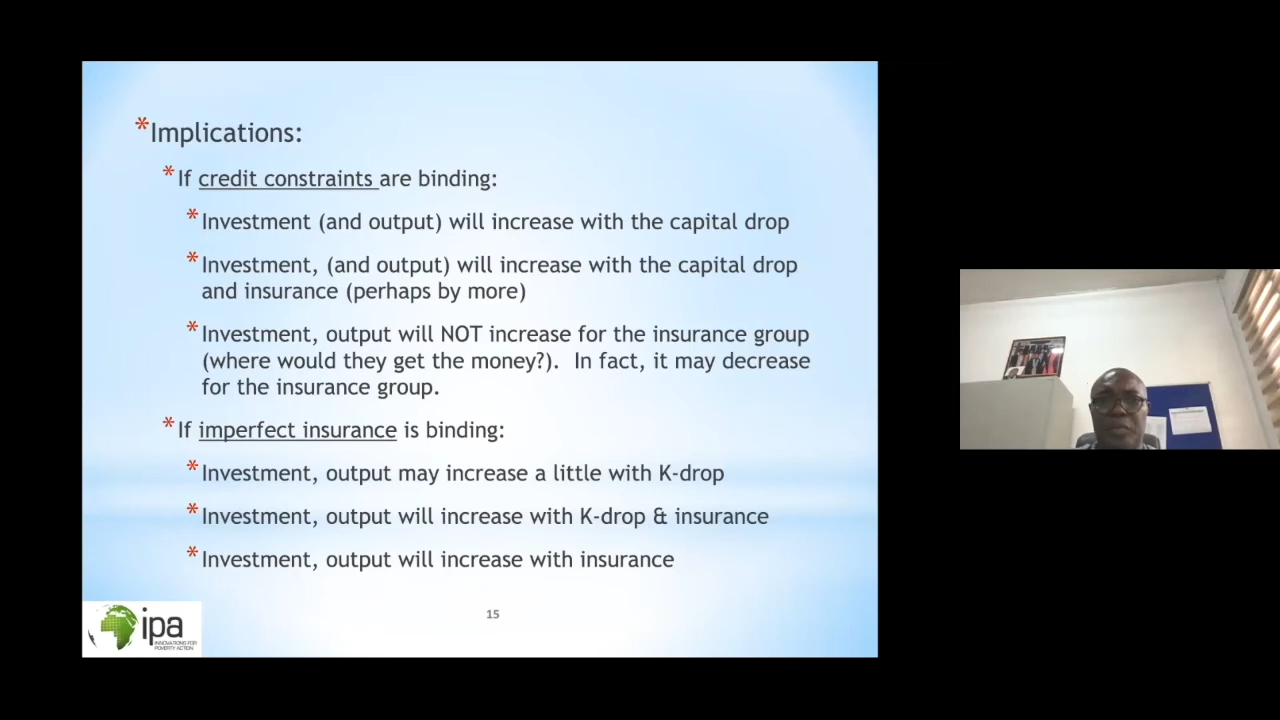 *Implications:
*If credit constraints are binding:
*Investment (and output) will increase with the capital drop
*Investment, (and output) will increase with the capital drop
and insurance (perhaps by more)
*Investment, output will NOT increase for the insurance group
(where would they get the money?). In fact, it may decrease
for the insurance group.
*If imperfect insurance is binding:
*Investment, output may increase a little with K-drop
*Investment, output will increase with K-drop & insurance
*Investment, output will increase with insurance
15
ipa
INNOVATIONS FOR
POVERTY ACTION